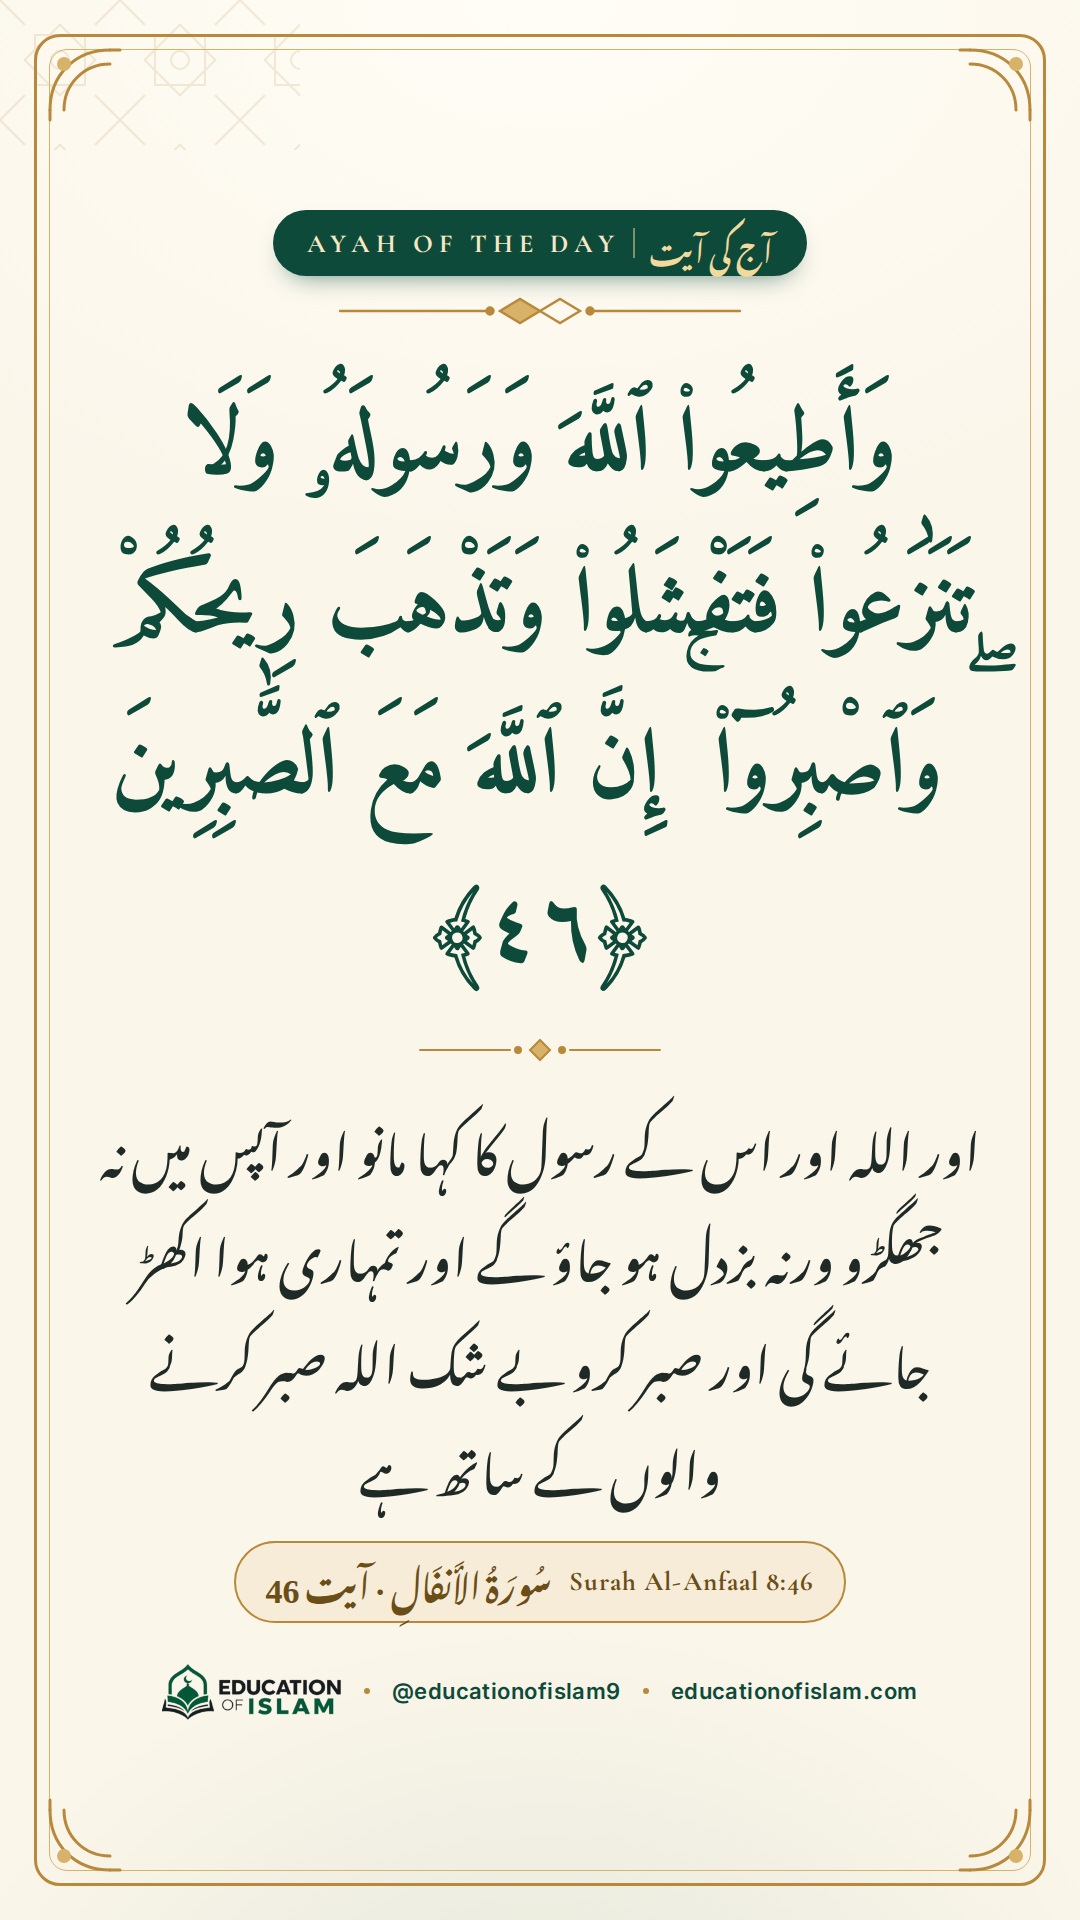 AYAH OF THE DAY | آج کی آیت
وَأَطِيعُوا۟ ٱللَّهَ وَرَسُولَهُۥ وَلَا
تَنَٰزَعُوا۟ فَتَفْشَلُوا۟ وَتَذْهَبَ رِيحُكُمْ ۖ
وَٱصْبِرُوٓا۟ ۚ إِنَّ ٱللَّهَ مَعَ ٱلصَّٰبِرِينَ
﴿٤٦﴾
اور اللہ اور اس کے رسول کا کہا مانو اور آپس میں نہ
جھگڑو ورنہ بزدل ہو جاؤ گے اور تمہاری ہوا اکھڑ
جائے گی اور صبر کرو بے شک اللہ صبر کرنے
والوں کے ساتھ ہے
سُورَةُ الأَنفَالِ · آیت 46 Surah Al-Anfaal 8:46
EDUCATION OF ISLAM • @educationofislam9 • educationofislam.com